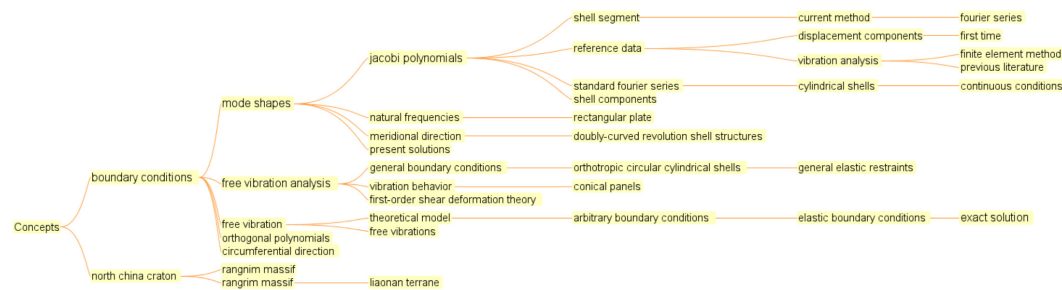 shell segment
current method
fourier series
displacement components
first time
reference data
finite element method
vibration analysis
previous literature
jacobi polynomials
standard fourier series
cylindrical shells
continuous conditions
shell components
mode shapes
natural frequencies
rectangular plate
meridional direction
doubly-curved revolution shell structures
present solutions
general boundary conditions
orthotropic circular cylindrical shells
general elastic restraints
boundary conditions
free vibration analysis
vibration behavior
conical panels
first-order shear deformation theory
theoretical model
arbitrary boundary conditions
elastic boundary conditions
exact solution
free vibration
free vibrations
Concepts
orthogonal polynomials
circumferential direction
rangnim massif
north china craton
rangrim massif
liaonan terrane